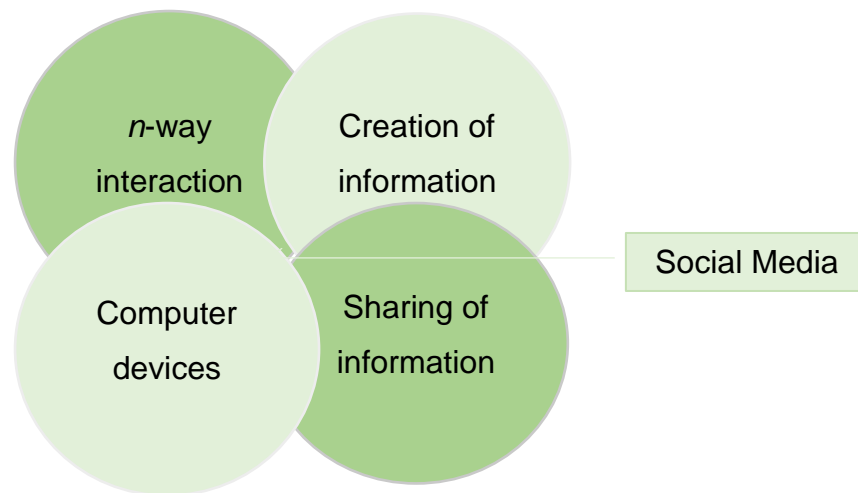 n-way
interaction
Creation of
information
Computer
devices
Sharing of
information
Social Media